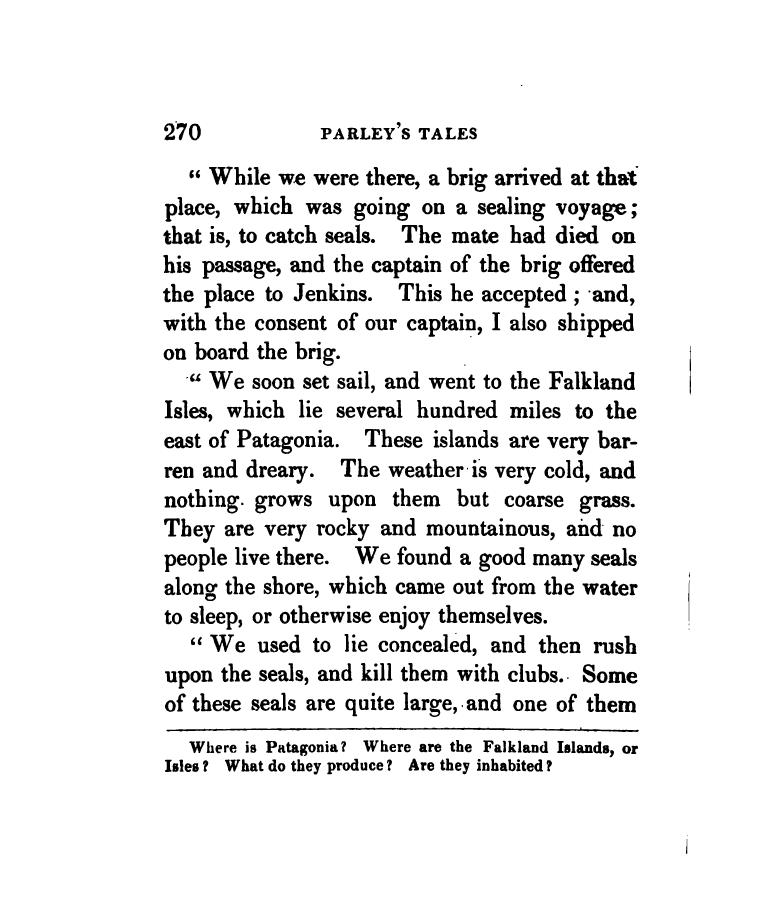 270 PARLEY'S TALES
“ While we were there, a brig arrived at that
place, which was going on a sealing voyage;
that is, to catch seals. The mate had died on
his passage, and the captain of the brig offered
the place to Jenkins. This he accepted ; and,
with the consent of our captain, I also shipped
on board the brig.
“ We soon set sail, and went to the Falkland
Isles, which lie several hundred miles to the
east of Patagonia. These islands are very bar-
ren and dreary. The weather is very cold, and
nothing grows upon them but coarse grass.
They are very rocky and mountainous, and no
people live there. We found a good many seals
along the shore, which came out from the water
to sleep, or otherwise enjoy themselves.
“ We used to lie concealed, and then rush
upon the seals, and kill them with clubs. Some
of these seals are quite large, and one of them
Where is Patagonia? Where are the Falkland Islands, or
Isles? What do they produce? Are they inhabited?